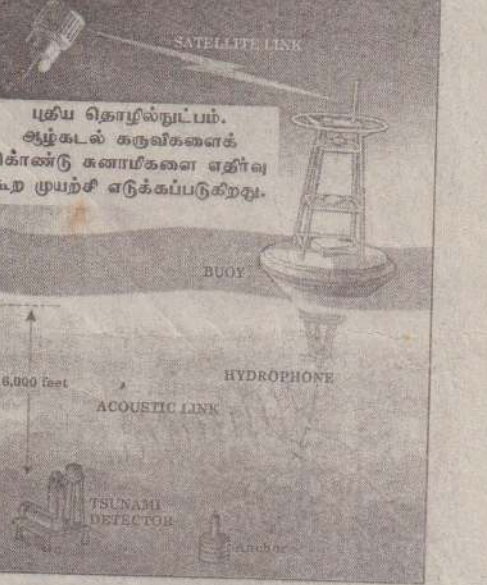 SATELLITE LINK
புதிய தொழில்நுட்பம்.
ஆழ்கடல் கருவிகளைக்
கொண்டு சுனாமிகளை எதிர்வு
கூற முயற்சி எடுக்கப்படுகிறது.
BUOY
HYDROPHONE
6,000 feet
ACOUSTIC LINK
TSUNAMI
DETECTOR
Anchor